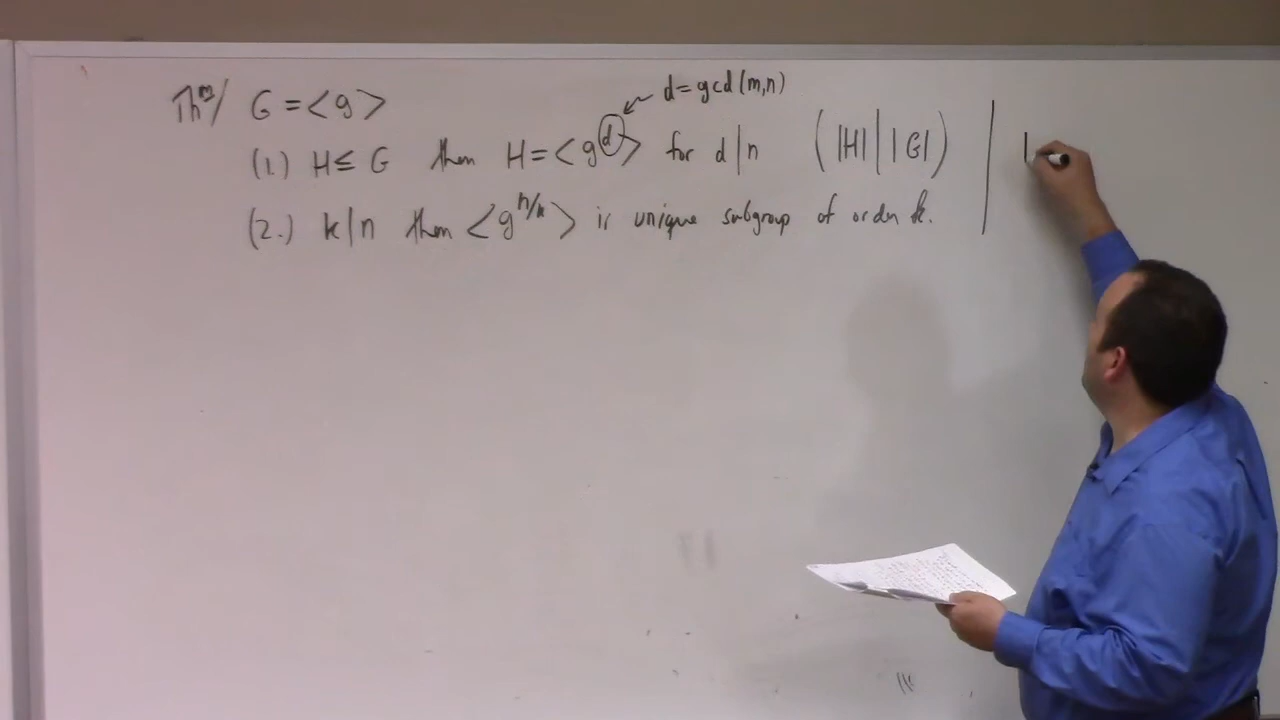 Thm/ G = <g>
d = gcd(m,n)
(1.) H ≤ G then H = <g^d> for d|n (|H| | |G|)
(2.) k|n then <g^{n/k}> is unique subgroup of order k.